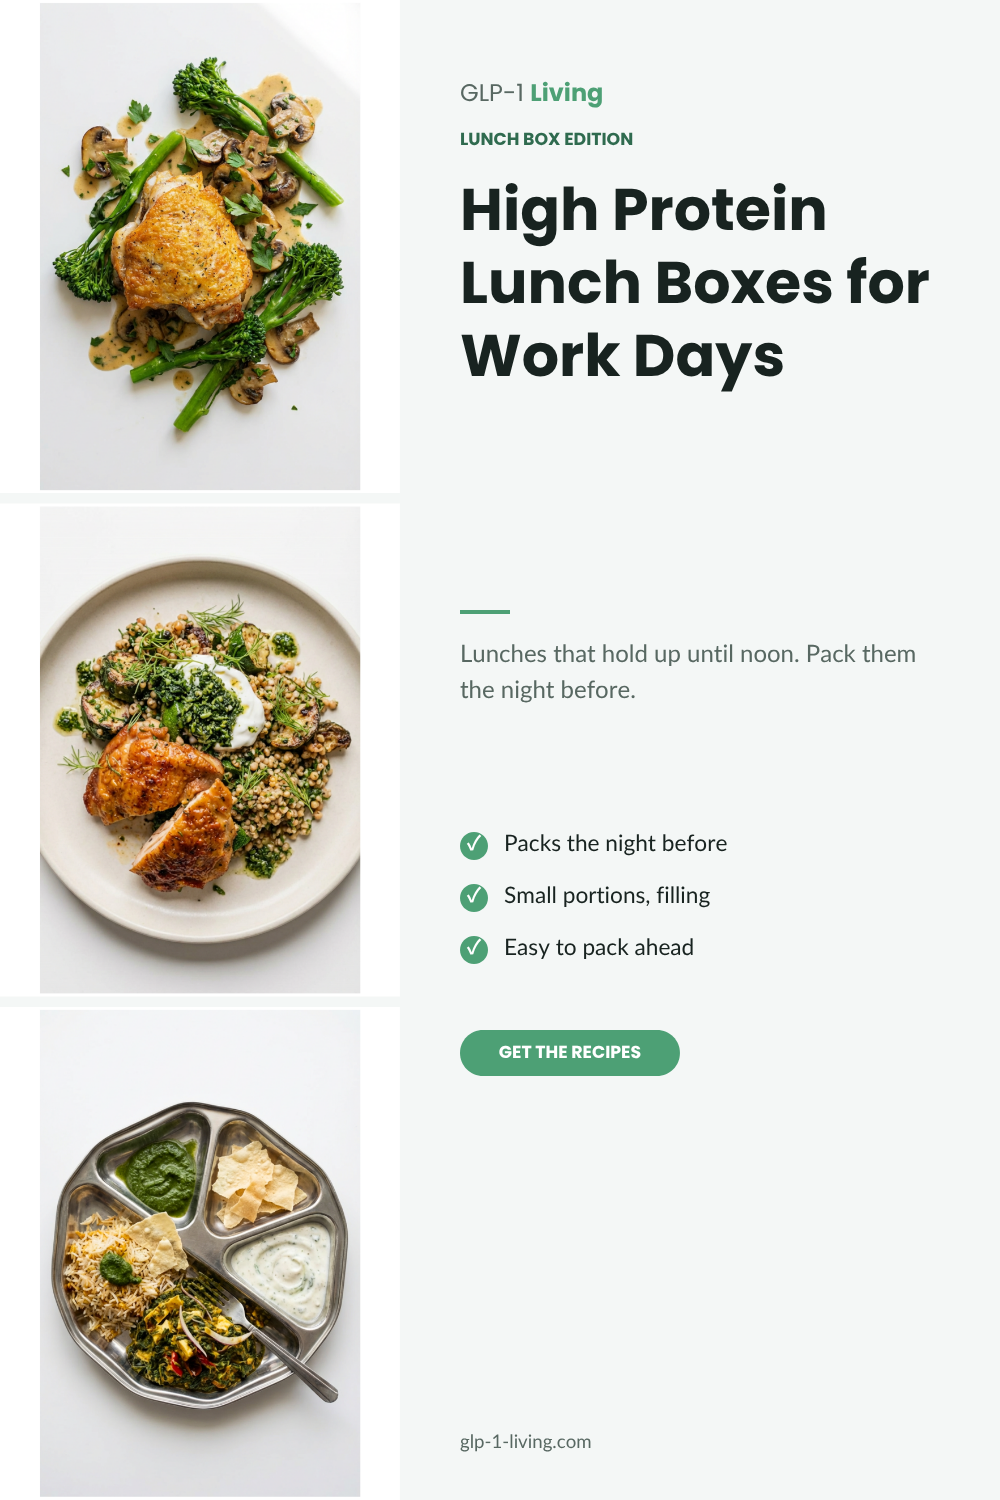 GLP-1 Living
LUNCH BOX EDITION
High Protein
Lunch Boxes for
Work Days
Lunches that hold up until noon. Pack them
the night before.
Packs the night before
Small portions, filling
Easy to pack ahead
GET THE RECIPES
glp-1-living.com